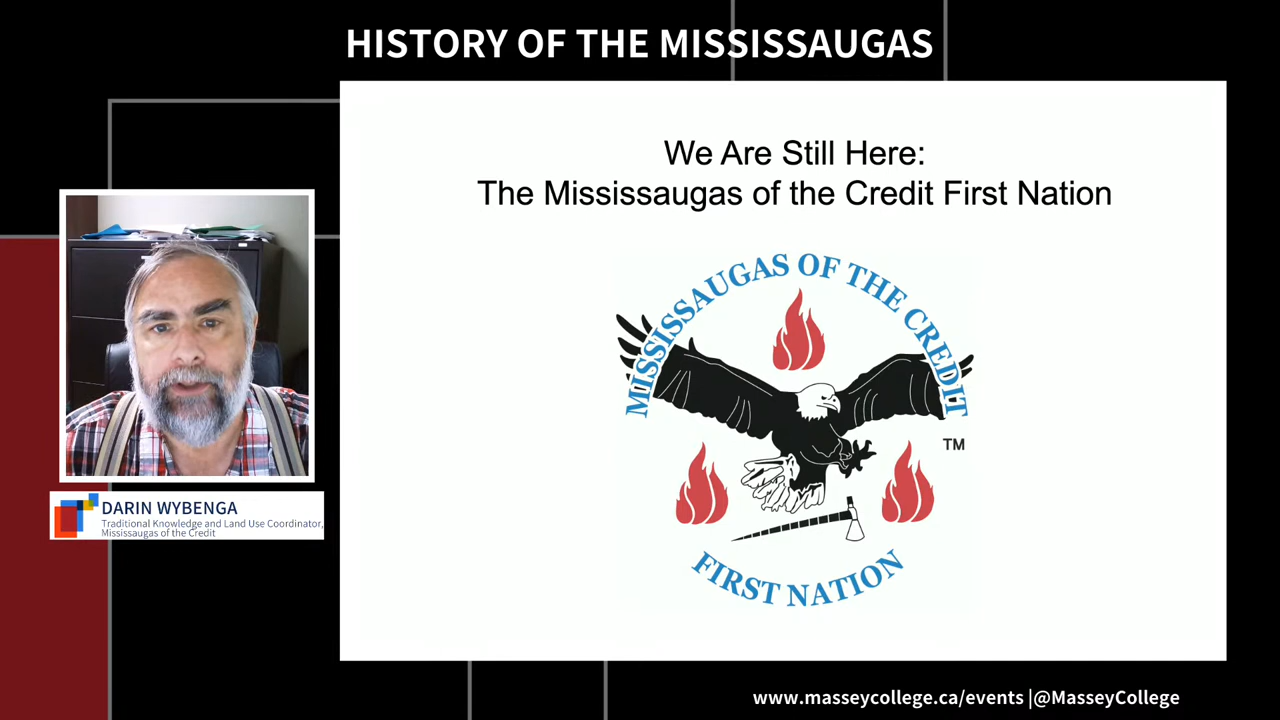 HISTORY OF THE MISSISSAUGAS
We Are Still Here:
The Mississaugas of the Credit First Nation
MISSISSAUGAS OF THE CREDIT
TM
FIRST NATION
DARIN WYBENGA
Traditional Knowledge and Land Use Coordinator,
Mississaugas of the Credit
www.masseycollege.ca/events |@MasseyCollege